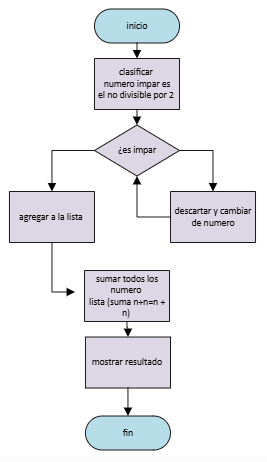 inicio
clasificar
numero impar es
el no divisible por 2
¿es impar
agregar a la lista
descartar y cambiar
de numero
sumar todos los
numero
lista (suma n+n=n +
n)
mostrar resultado
fin